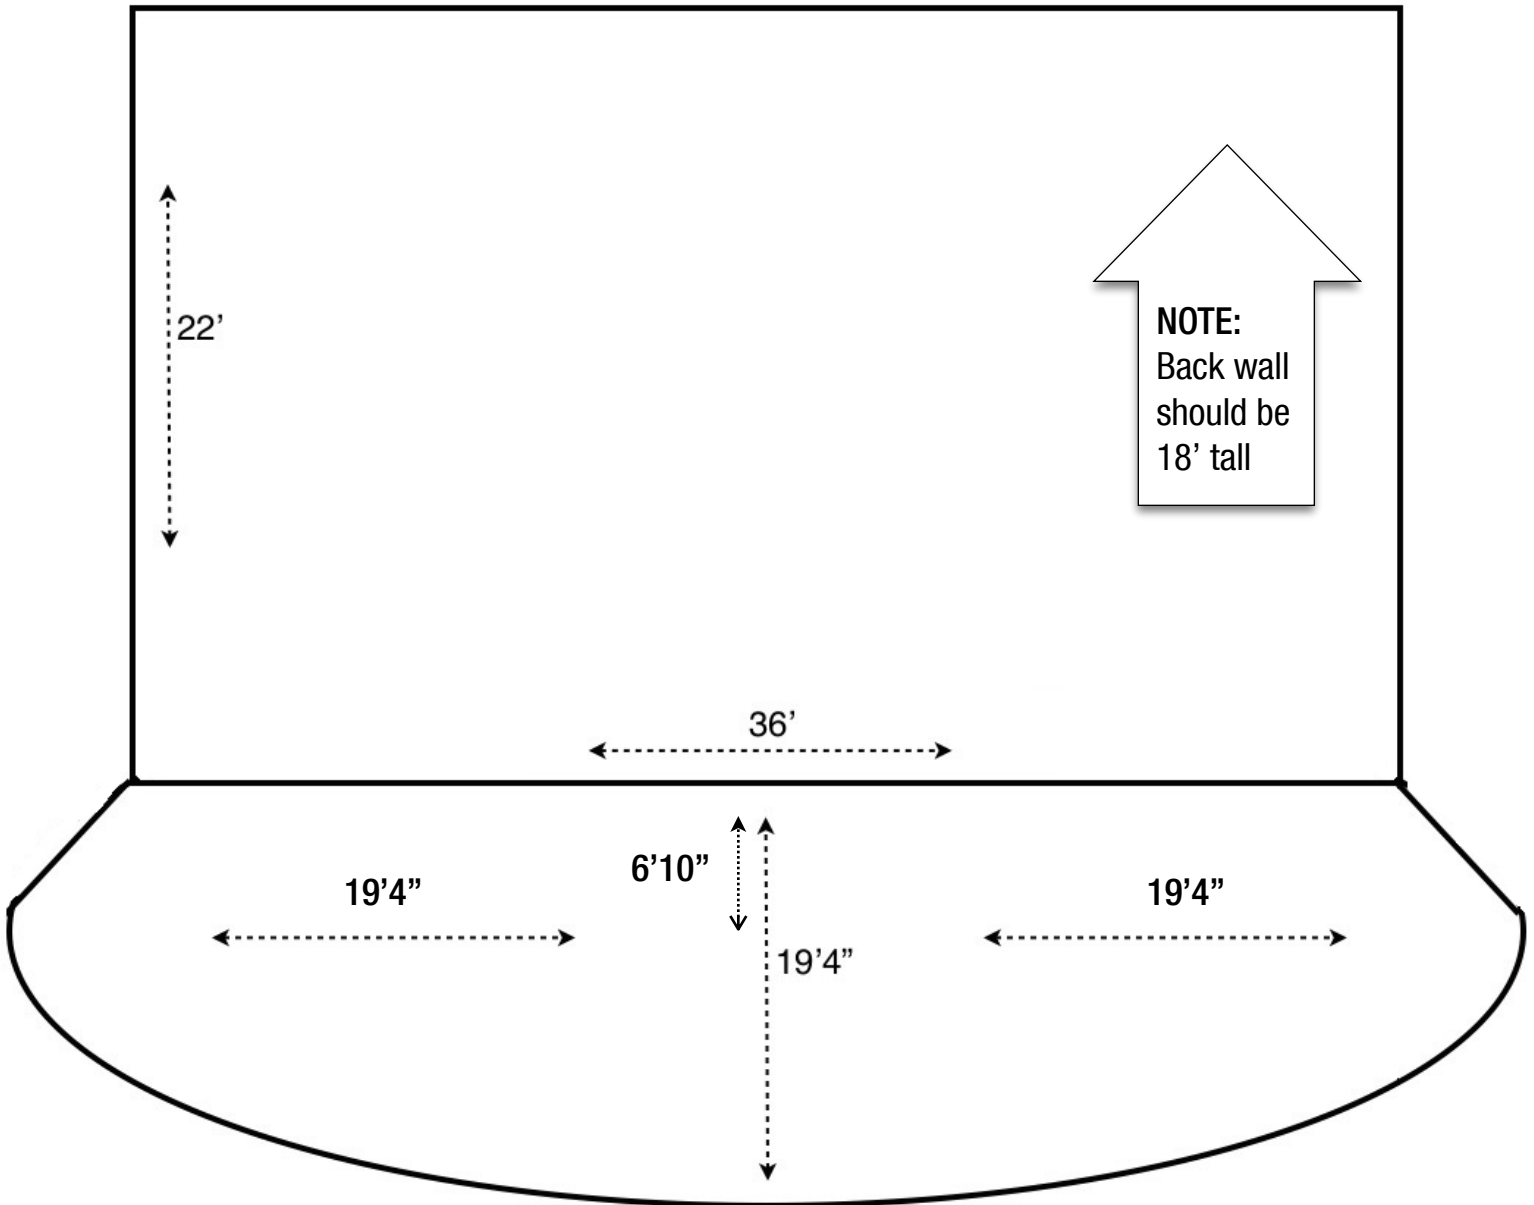 22’
NOTE:
Back wall
should be
18’ tall
36’
6’10”
19’4”
19’4”
19’4”